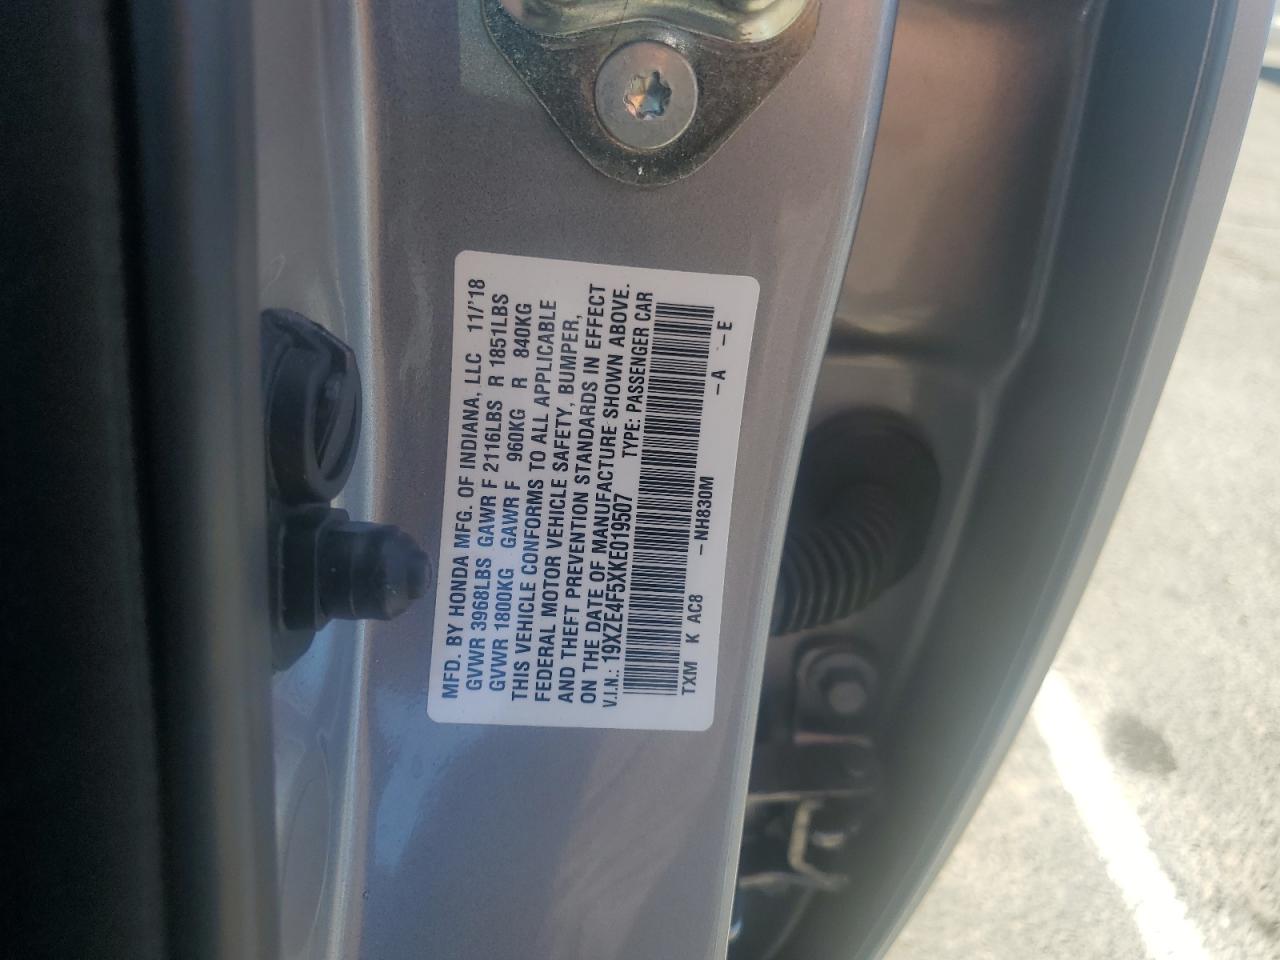 MFD. BY HONDA MFG. OF INDIANA, LLC 11/'18
GVWR 3968LBS GAWR F 2116LBS R 1851LBS
GVWR 1800KG GAWR F 960KG R 840KG
THIS VEHICLE CONFORMS TO ALL APPLICABLE
FEDERAL MOTOR VEHICLE SAFETY, BUMPER,
AND THEFT PREVENTION STANDARDS IN EFFECT
ON THE DATE OF MANUFACTURE SHOWN ABOVE.
V.I.N.: 19XZE4F5XKE019507 TYPE: PASSENGER CAR
TXM K AC8 -NH830M -A -E